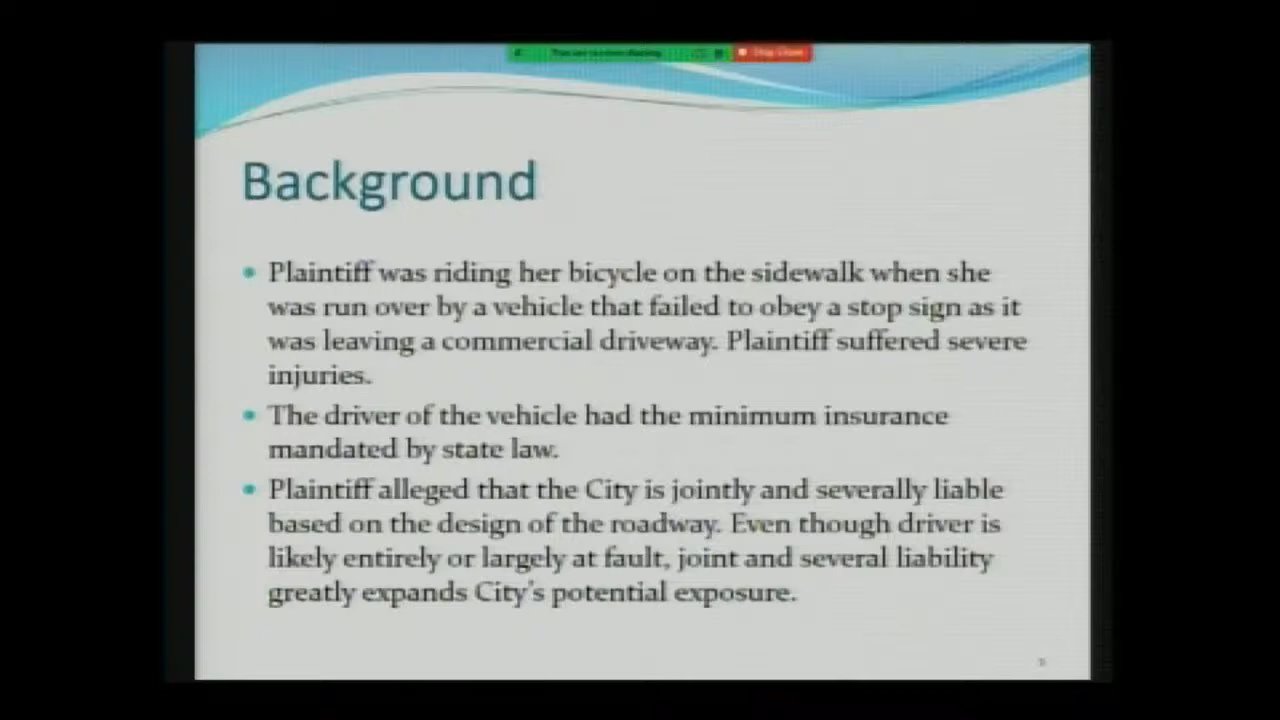 Background
• Plaintiff was riding her bicycle on the sidewalk when she
was run over by a vehicle that failed to obey a stop sign as it
was leaving a commercial driveway. Plaintiff suffered severe
injuries.
• The driver of the vehicle had the minimum insurance
mandated by state law.
• Plaintiff alleged that the City is jointly and severally liable
based on the design of the roadway. Even though driver is
likely entirely or largely at fault, joint and several liability
greatly expands City's potential exposure.